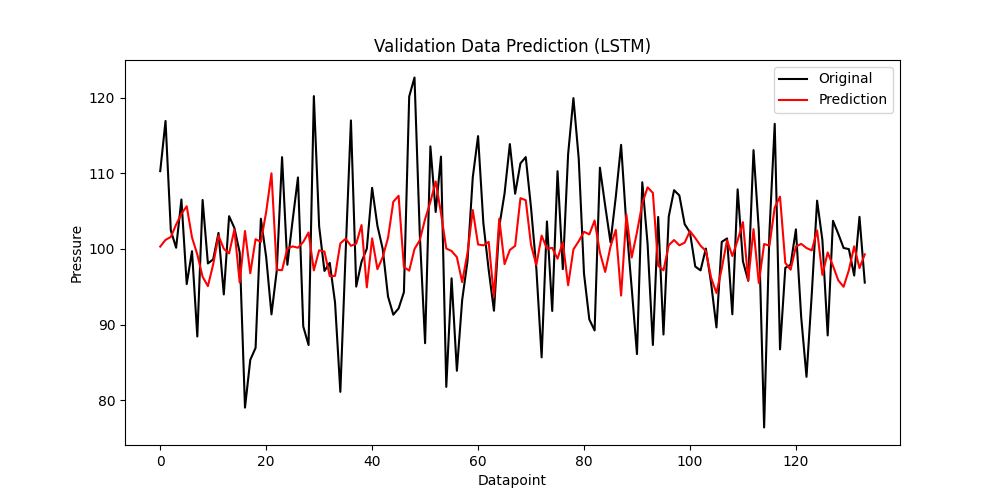 Validation Data Prediction (LSTM)
Original
Prediction
Pressure
120
110
100
90
80
0 20 40 60 80 100 120
Datapoint